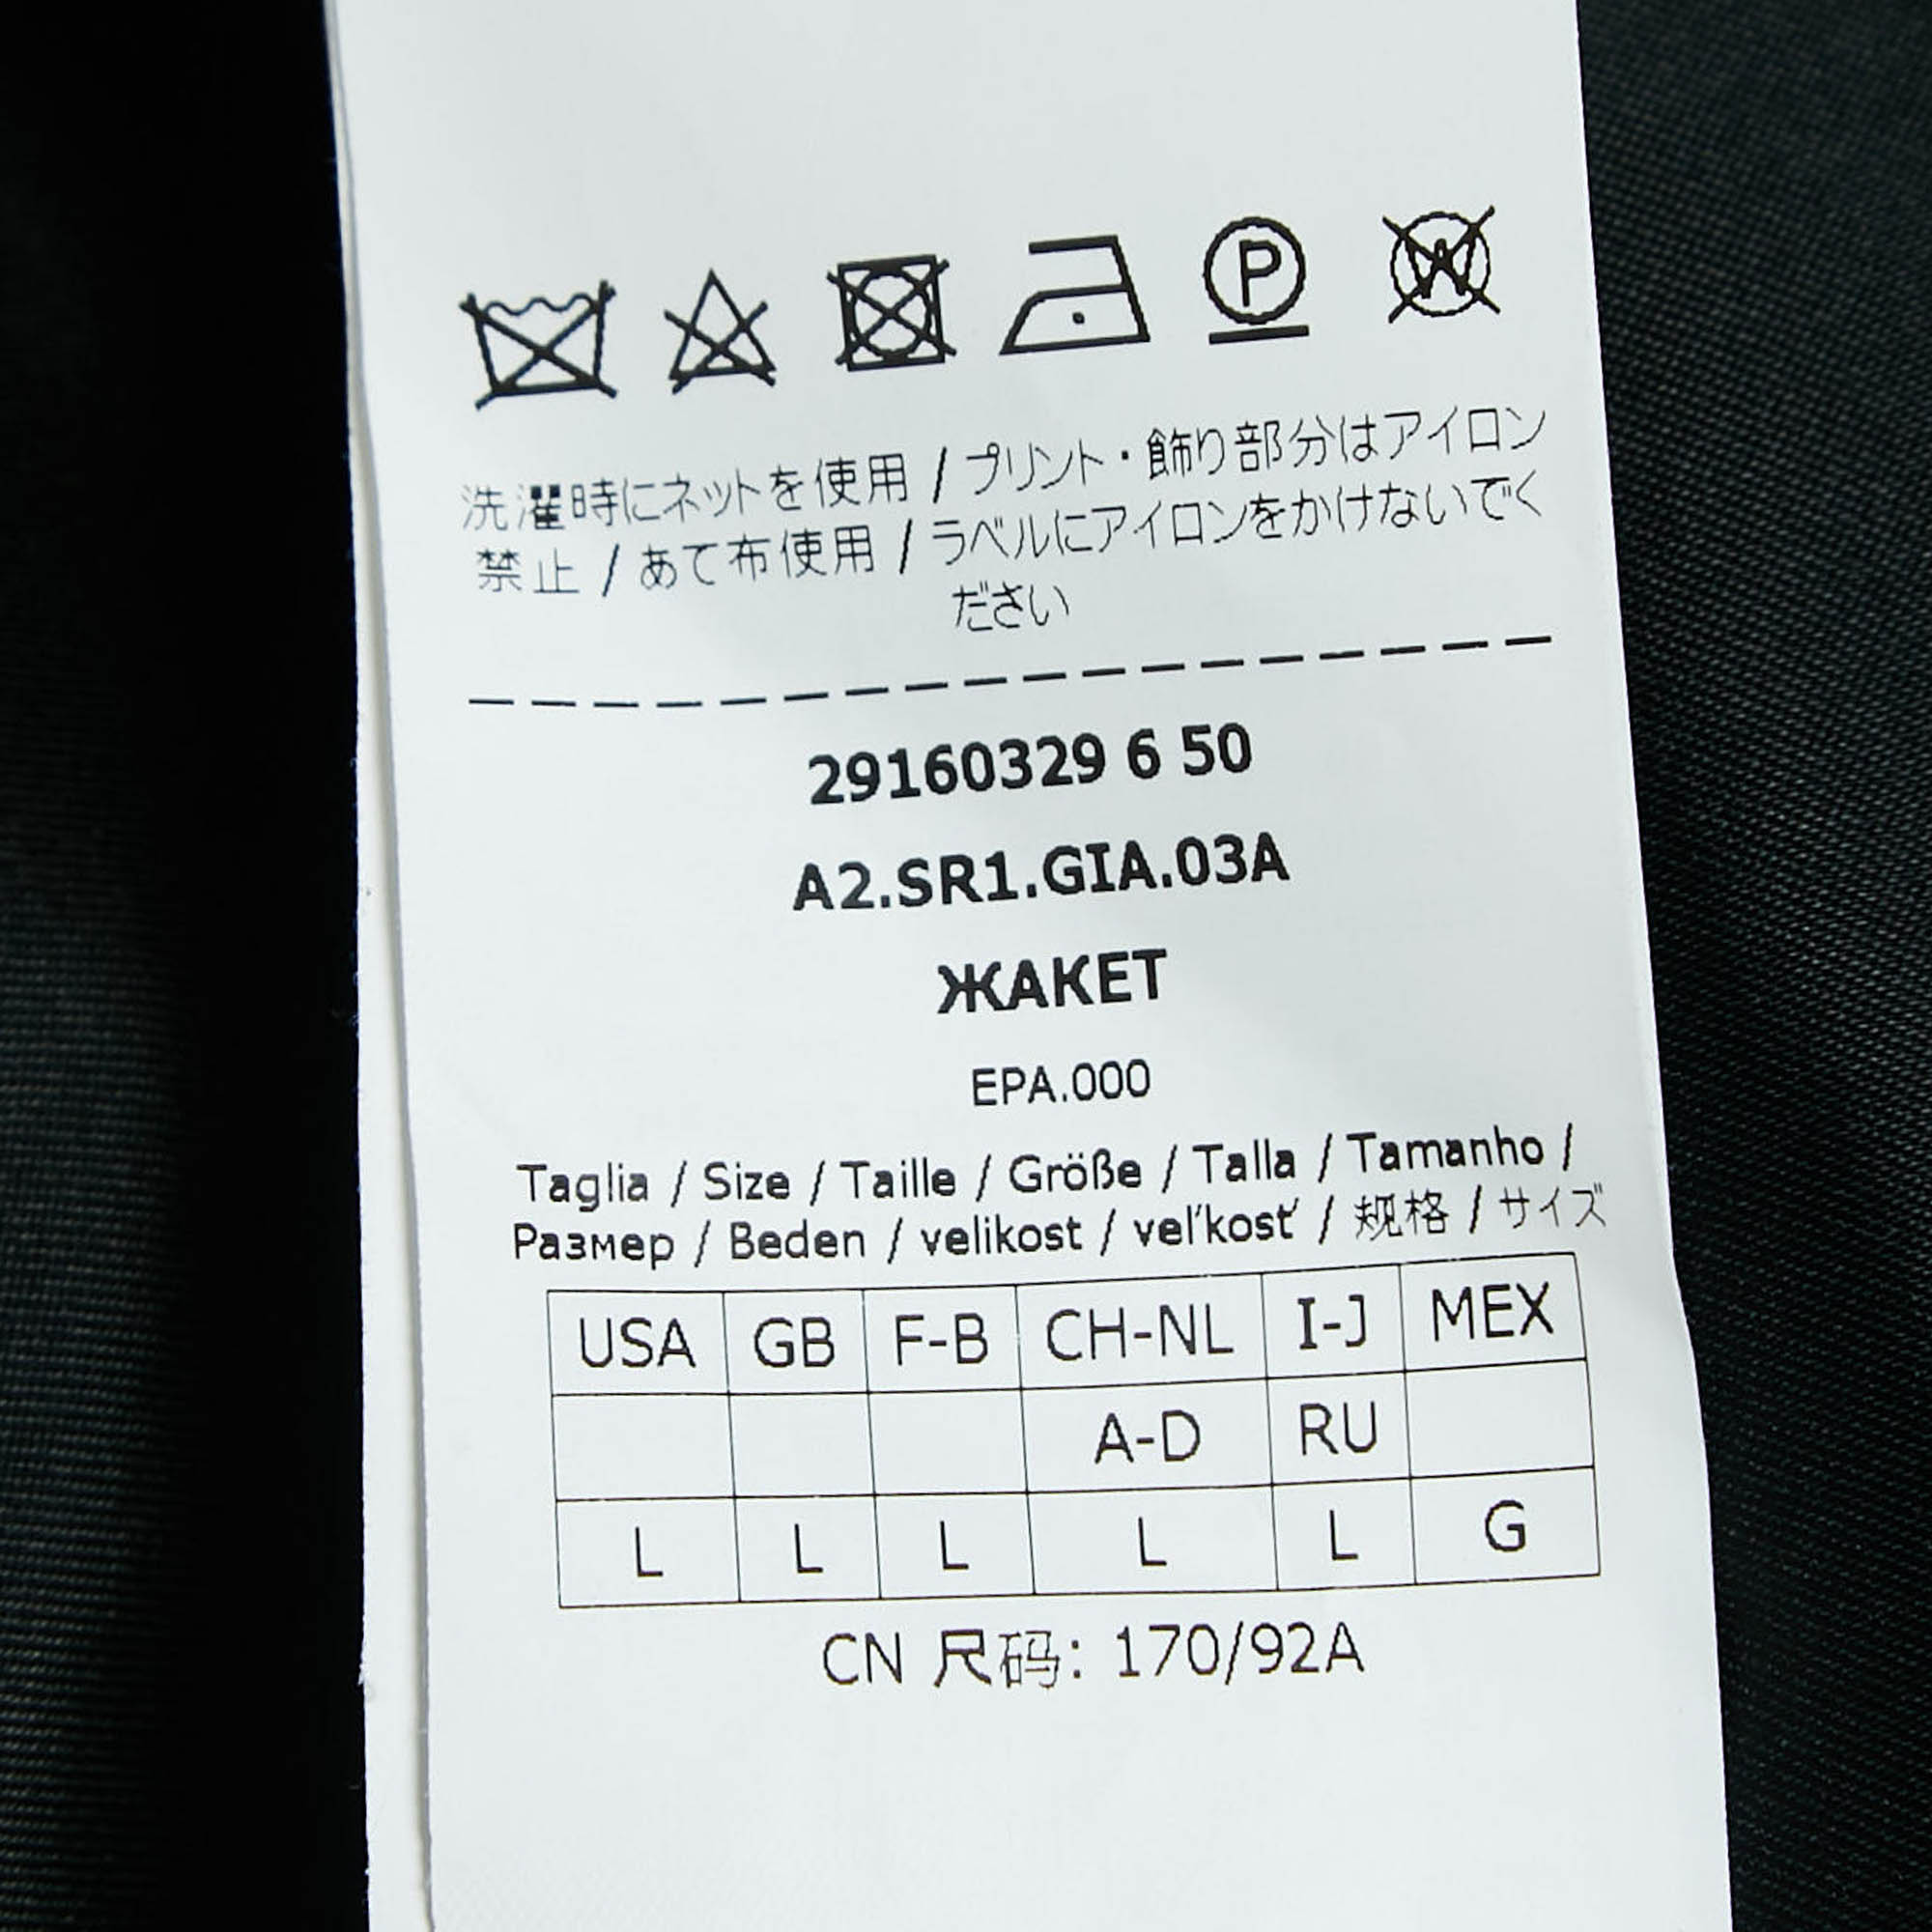 P W
洗濯時にネットを使用 / プリント・飾り部分はアイロン
禁止 / あて布使用 / ラベルにアイロンをかけないでく
ださい
29160329 6 50
A2.SR1.GIA.03A
ЖАКЕТ
EPA.000
Taglia / Size / Taille / Größe / Talla / Tamanho /
Размер / Beden / velikost / veľkosť / 规格 / サイズ
USA GB F-B CH-NL I-J MEX
A-D RU
L L L L L G
CN 尺码: 170/92A